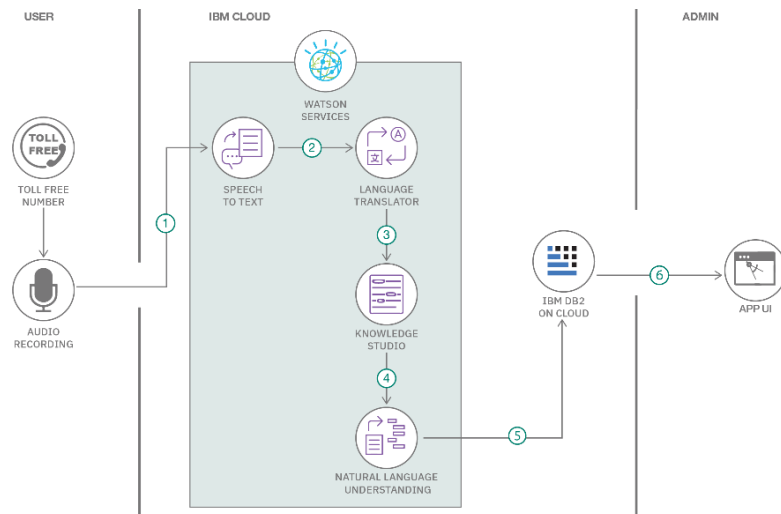 USER
IBM CLOUD
ADMIN
WATSON
SERVICES
TOLL
FREE
TOLL FREE
NUMBER
1
SPEECH
TO TEXT
2
A
文
LANGUAGE
TRANSLATOR
3
AUDIO
RECORDING
KNOWLEDGE
STUDIO
4
NATURAL LANGUAGE
UNDERSTANDING
5
IBM DB2
ON CLOUD
6
APP UI